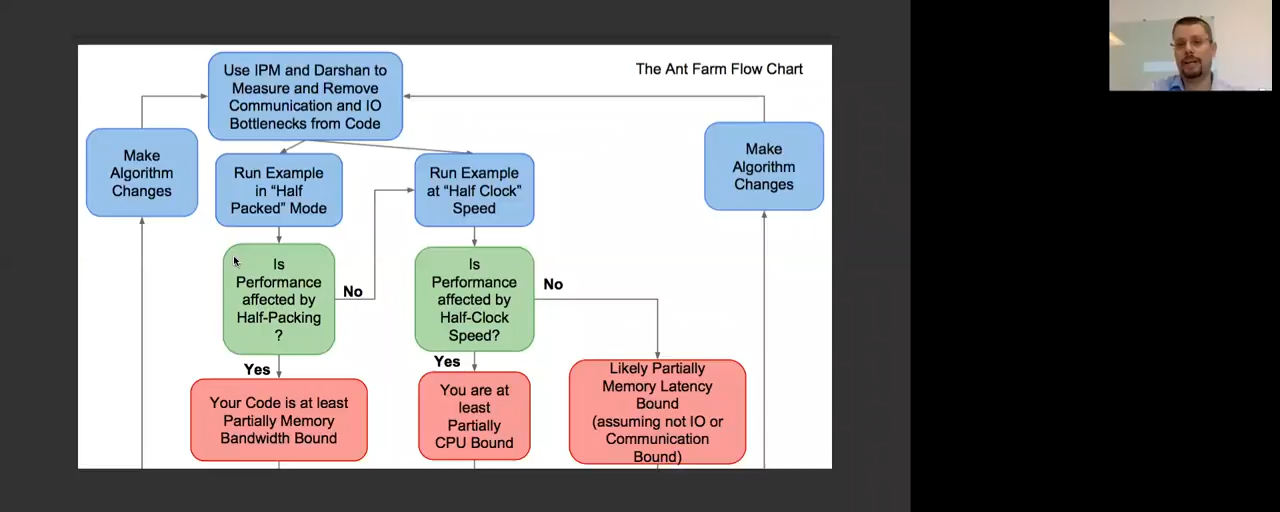 The Ant Farm Flow Chart
Use IPM and Darshan to
Measure and Remove
Communication and IO
Bottlenecks from Code
Make
Algorithm
Changes
Run Example
in “Half
Packed” Mode
Run Example
at “Half Clock”
Speed
Make
Algorithm
Changes
Is
Performance
affected by
Half-Packing
?
No
Is
Performance
affected by
Half-Clock
Speed?
No
Yes
Yes
Your Code is at least
Partially Memory
Bandwidth Bound
You are at
least
Partially
CPU Bound
Likely Partially
Memory Latency
Bound
(assuming not IO or
Communication
Bound)